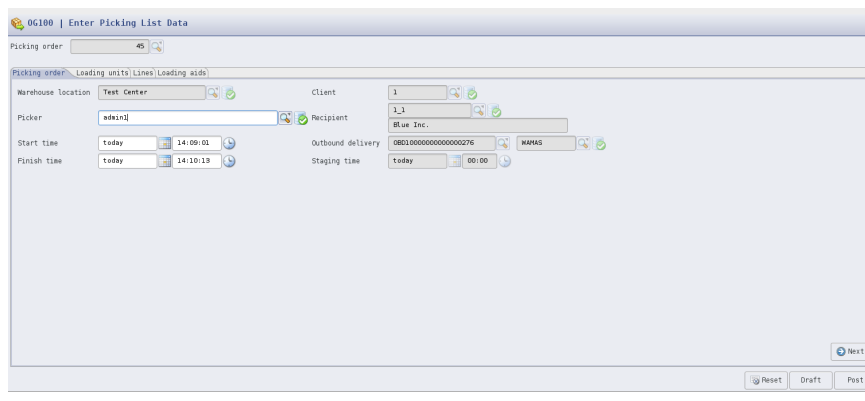 OG100 | Enter Picking List Data
Picking order 45
Picking order Loading units Lines Loading aids
Warehouse location Test Center Client 1
Picker admin1 Recipient 1_1
Blue Inc.
Start time today 14:09:01 Outbound delivery OBD10000000000000276 WAMAS
Finish time today 14:10:13 Staging time today 00:00
Next
Reset Draft Post